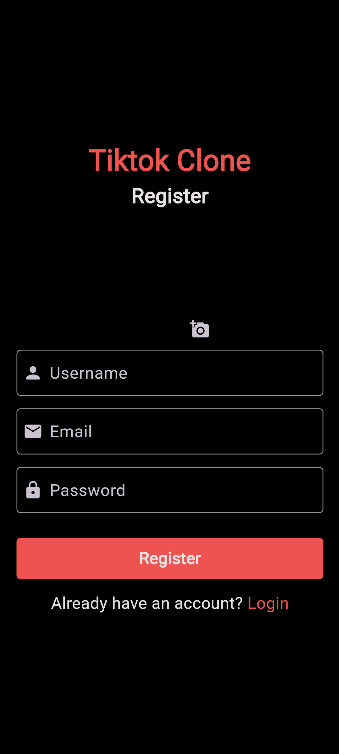 Tiktok Clone
Register
Username
Email
Password
Register
Already have an account? Login